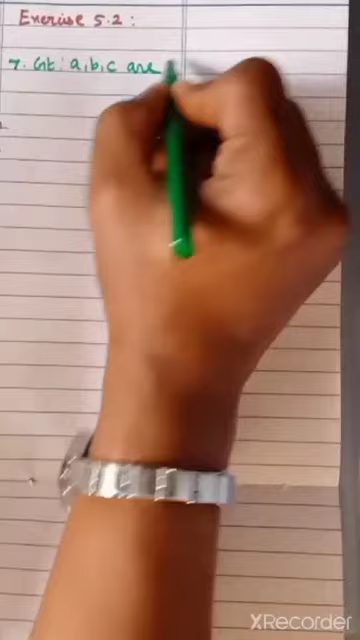 Exercise 5.2 :
7. Gt : a, b, c are
XRecorder